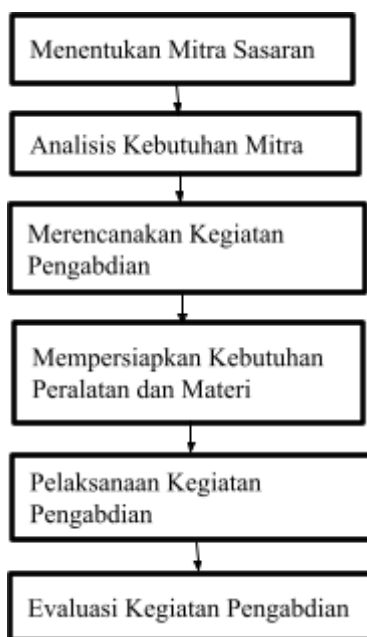 Menentukan Mitra Sasaran
Analisis Kebutuhan Mitra
Merencanakan Kegiatan
Pengabdian
Mempersiapkan Kebutuhan
Peralatan dan Materi
Pelaksanaan Kegiatan
Pengabdian
Evaluasi Kegiatan Pengabdian